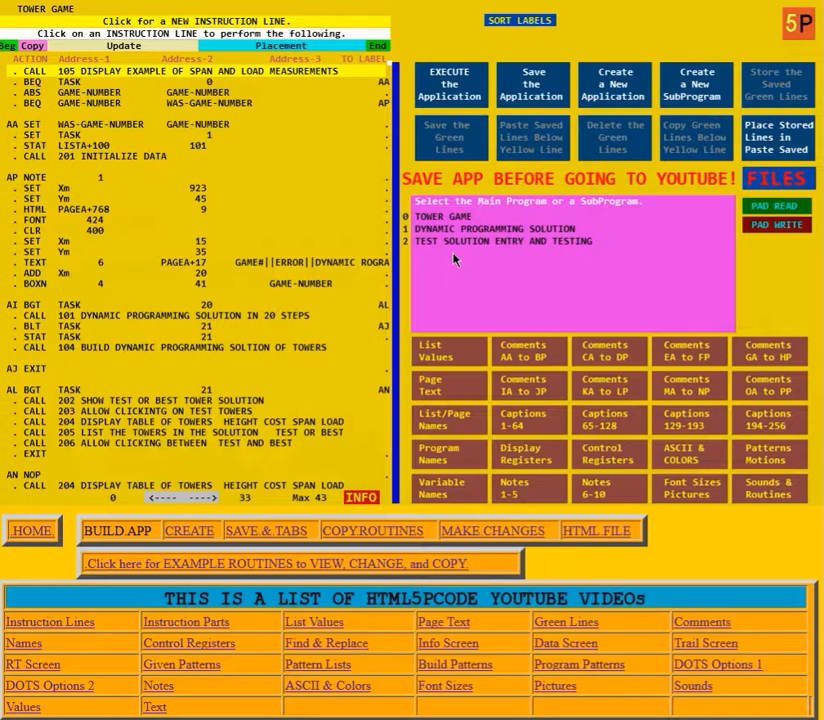 TOWER GAME
Click for a NEW INSTRUCTION LINE.
Click on an INSTRUCTION LINE to perform the following.
Beg Copy Update Placement End
ACTION Address-1 Address-2 Address-3 TO LABEL
. CALL 105 DISPLAY EXAMPLE OF SPAN AND LOAD MEASUREMENTS
. BEQ TASK 0 AA
. ABS GAME-NUMBER GAME-NUMBER .
. BEQ GAME-NUMBER WAS-GAME-NUMBER AP
AA SET WAS-GAME-NUMBER GAME-NUMBER .
. SET TASK 1 .
. STAT LISTA+100 101 .
. CALL 201 INITIALIZE DATA .
AP NOTE 1 .
. SET Xm 923 .
. SET Ym 45 .
. HTML PAGEA+768 9 .
. FONT 424 .
. CLR 400 .
. SET Xm 15 .
. SET Ym 35 .
. TEXT 6 PAGEA+17 GAME#||ERROR||DYNAMIC ROGRA
. ADD Xm 20 .
. BOXN 4 41 GAME-NUMBER .
AI BGT TASK 20 AL
. CALL 101 DYNAMIC PROGRAMMING SOLUTION IN 20 STEPS .
. BLT TASK 21 AJ
. STAT TASK 21 .
. CALL 104 BUILD DYNAMIC PROGRAMMING SOLTION OF TOWERS .
AJ EXIT .
AL BGT TASK 21 AN
. CALL 202 SHOW TEST OR BEST TOWER SOLUTION .
. CALL 203 ALLOW CLICKINTG ON TEST TOWERS .
. CALL 204 DISPLAY TABLE OF TOWERS HEIGHT COST SPAN LOAD .
. CALL 205 LIST THE TOWERS IN THE SOLUTION TEST OR BEST .
. CALL 206 ALLOW CLICKING BETWEEN TEST AND BEST .
. EXIT .
AN NOP .
. CALL 204 DISPLAY TABLE OF TOWERS HEIGHT COST SPAN LOAD .
0 <---- ----> 33 Max 43 INFO
SORT LABELS
5P
EXECUTE the Application
Save the Application
Create a New Application
Create a New SubProgram
Store the Saved Green Lines
Save the Green Lines
Paste Saved Lines Below Yellow Line
Delete the Green Lines
Copy Green Lines Below Yellow Line
Place Stored Lines in Paste Saved
SAVE APP BEFORE GOING TO YOUTUBE! FILES
Select the Main Program or a SubProgram.
0 TOWER GAME
1 DYNAMIC PROGRAMMING SOLUTION
2 TEST SOLUTION ENTRY AND TESTING
PAD READ
PAD WRITE
List Values
Comments AA to BP
Comments CA to DP
Comments EA to FP
Comments GA to HP
Page Text
Comments IA to JP
Comments KA to LP
Comments MA to NP
Comments OA to PP
List/Page Names
Captions 1-64
Captions 65-128
Captions 129-193
Captions 194-256
Program Names
Display Registers
Control Registers
ASCII & COLORS
Patterns Motions
Variable Names
Notes 1-5
Notes 6-10
Font Sizes Pictures
Sounds & Routines
.HOME. BUILD.APP .CREATE. SAVE.&.TABS COPY.ROUTINES .MAKE.CHANGES. HTML.FILE
.Click here for EXAMPLE ROUTINES to VIEW, CHANGE, and COPY.
THIS IS A LIST OF HTML5PCODE YOUTUBE VIDEOs
Instruction Lines Instruction Parts List Values Page Text Green Lines Comments
Names Control Registers Find & Replace Info Screen Data Screen Trail Screen
RT Screen Given Patterns Pattern Lists Build Patterns Program Patterns DOTS Options 1
DOTS Options 2 Notes ASCII & Colors Font Sizes Pictures Sounds
Values Text